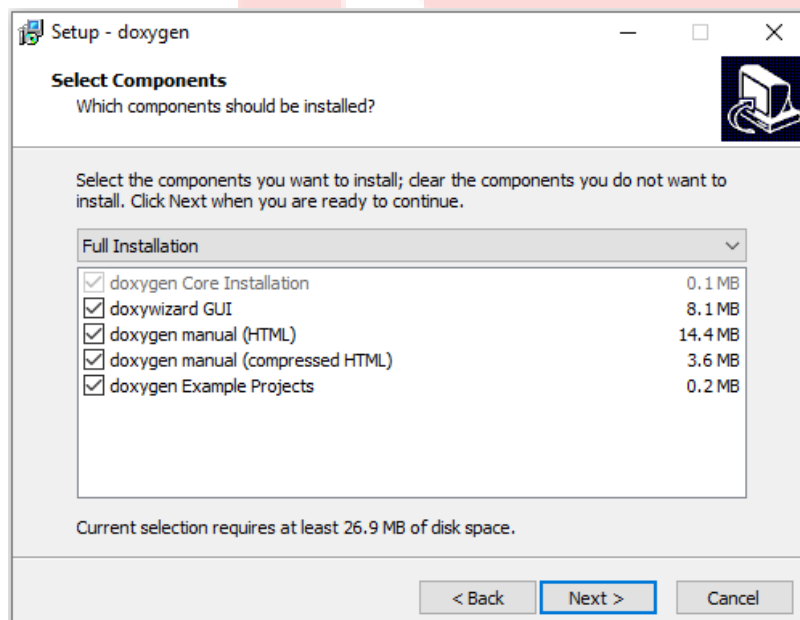 Setup - doxygen
Select Components
Which components should be installed?
Select the components you want to install; clear the components you do not want to
install. Click Next when you are ready to continue.
Full Installation
doxygen Core Installation 0.1 MB
doxywizard GUI 8.1 MB
doxygen manual (HTML) 14.4 MB
doxygen manual (compressed HTML) 3.6 MB
doxygen Example Projects 0.2 MB
Current selection requires at least 26.9 MB of disk space.
< Back Next > Cancel